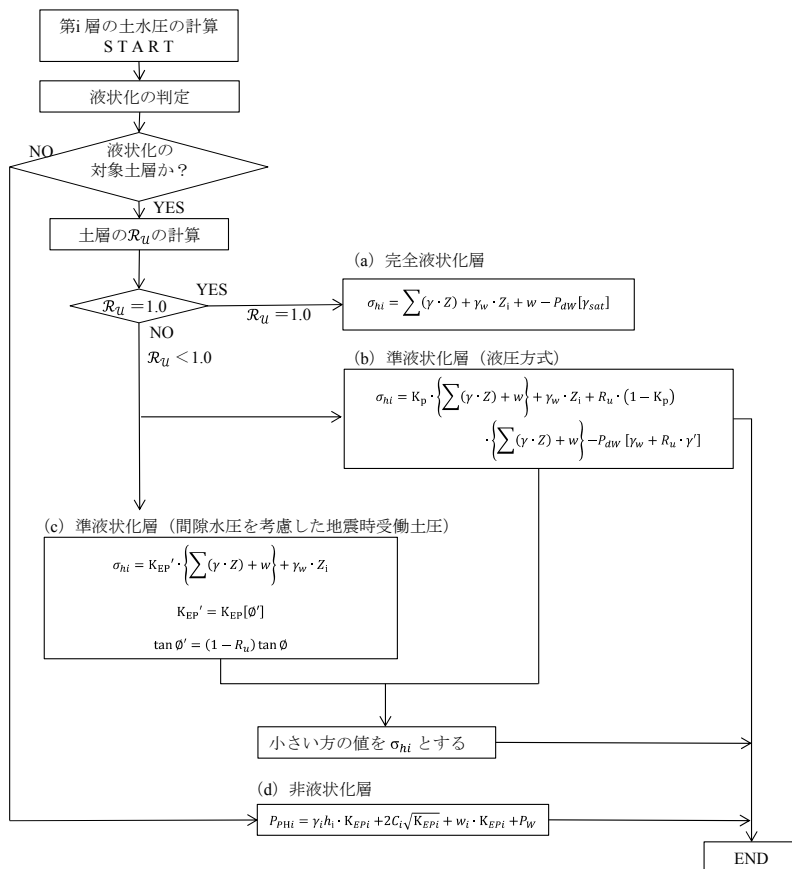 第i 層の土水圧の計算
S T A R T
液状化の判定
NO
液状化の
対象土層か？
YES
土層のℛ𝒰の計算
(a) 完全液状化層
YES
ℛ𝒰＝1.0
ℛ𝒰＝1.0
σhi = ∑(γ・Z) + γw・Zi + w − PdW[γsat]
NO
ℛ𝒰＜1.0
(b) 準液状化層（液圧方式）
σhi = Kp・{∑(γ・Z) + w} + γw・Zi + Ru・(1 − Kp)
・{∑(γ・Z) + w} −PdW [γw + Ru・γ′]
(c) 準液状化層（間隙水圧を考慮した地震時受働土圧）
σhi = KEP′・{∑(γ・Z) + w} + γw・Zi
KEP′ = KEP[∅′]
tan ∅′ = (1 − Ru) tan ∅
小さい方の値を σhi とする
(d) 非液状化層
PPHi = γihi・KEPi +2Ci√KEPi + wi・KEPi +PW
END